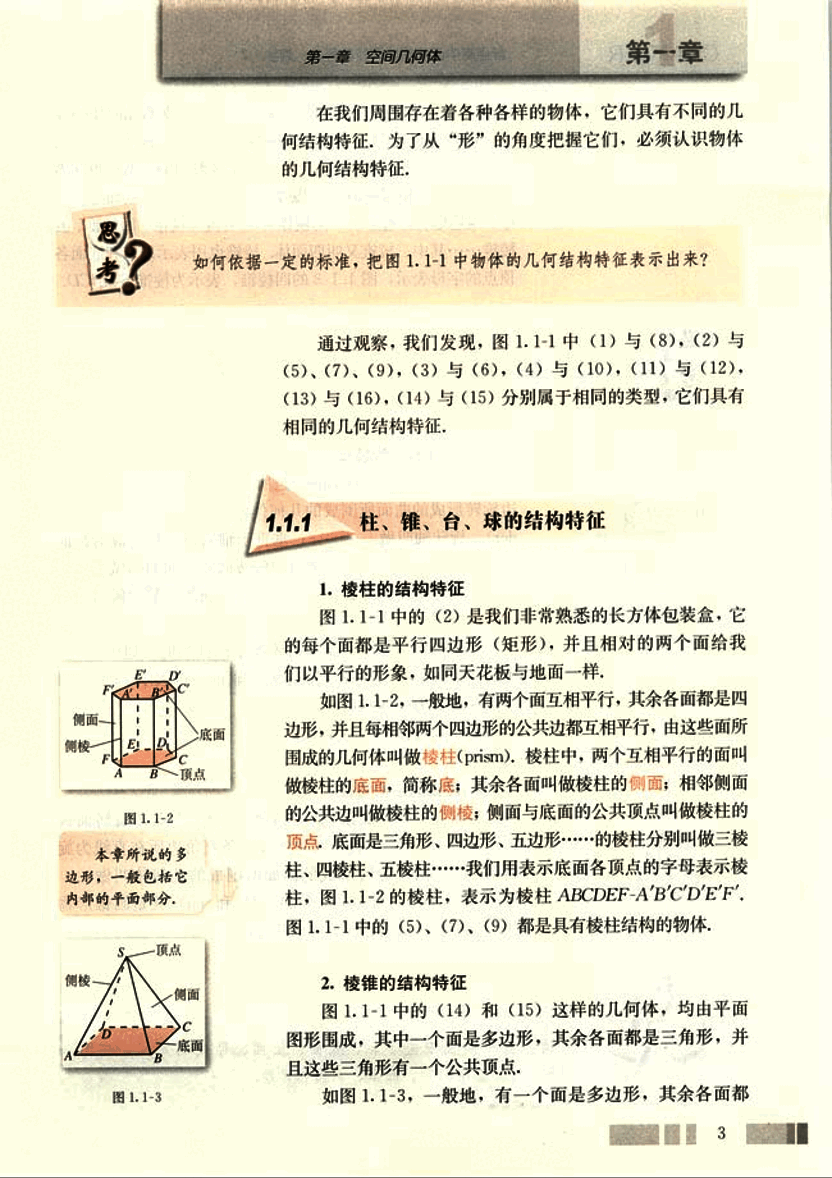 第一章 空间几何体
第一章
在我们周围存在着各种各样的物体，它们具有不同的几
何结构特征．为了从“形”的角度把握它们，必须认识物体
的几何结构特征．
思考？
如何依据一定的标准，把图 1.1-1 中物体的几何结构特征表示出来？
通过观察，我们发现，图 1.1-1 中（1）与（8），（2）与
（5）、（7）、（9），（3）与（6），（4）与（10），（11）与（12），
（13）与（16），（14）与（15）分别属于相同的类型，它们具有
相同的几何结构特征．
1.1.1 柱、锥、台、球的结构特征
1. 棱柱的结构特征
图 1.1-1 中的（2）是我们非常熟悉的长方体包装盒，它
的每个面都是平行四边形（矩形），并且相对的两个面给我
们以平行的形象，如同天花板与地面一样．
如图 1.1-2，一般地，有两个面互相平行，其余各面都是四
边形，并且每相邻两个四边形的公共边都互相平行，由这些面所
围成的几何体叫做棱柱(prism)．棱柱中，两个互相平行的面叫
做棱柱的底面，简称底；其余各面叫做棱柱的侧面；相邻侧面
的公共边叫做棱柱的侧棱；侧面与底面的公共顶点叫做棱柱的
顶点．底面是三角形、四边形、五边形……的棱柱分别叫做三棱
柱、四棱柱、五棱柱……我们用表示底面各顶点的字母表示棱
柱，图 1.1-2 的棱柱，表示为棱柱 ABCDEF-A′B′C′D′E′F′．
图 1.1-1 中的（5）、（7）、（9）都是具有棱柱结构的物体．
E′ D′
F′ A′ B′ C′
侧面
底面
侧棱
E D
F C
A B 顶点
图 1.1-2
本章所说的多
边形，一般包括它
内部的平面部分．
S 顶点
侧棱
侧面
D C
底面
A B
图 1.1-3
2. 棱锥的结构特征
图 1.1-1 中的（14）和（15）这样的几何体，均由平面
图形围成，其中一个面是多边形，其余各面都是三角形，并
且这些三角形有一个公共顶点．
如图 1.1-3，一般地，有一个面是多边形，其余各面都
3